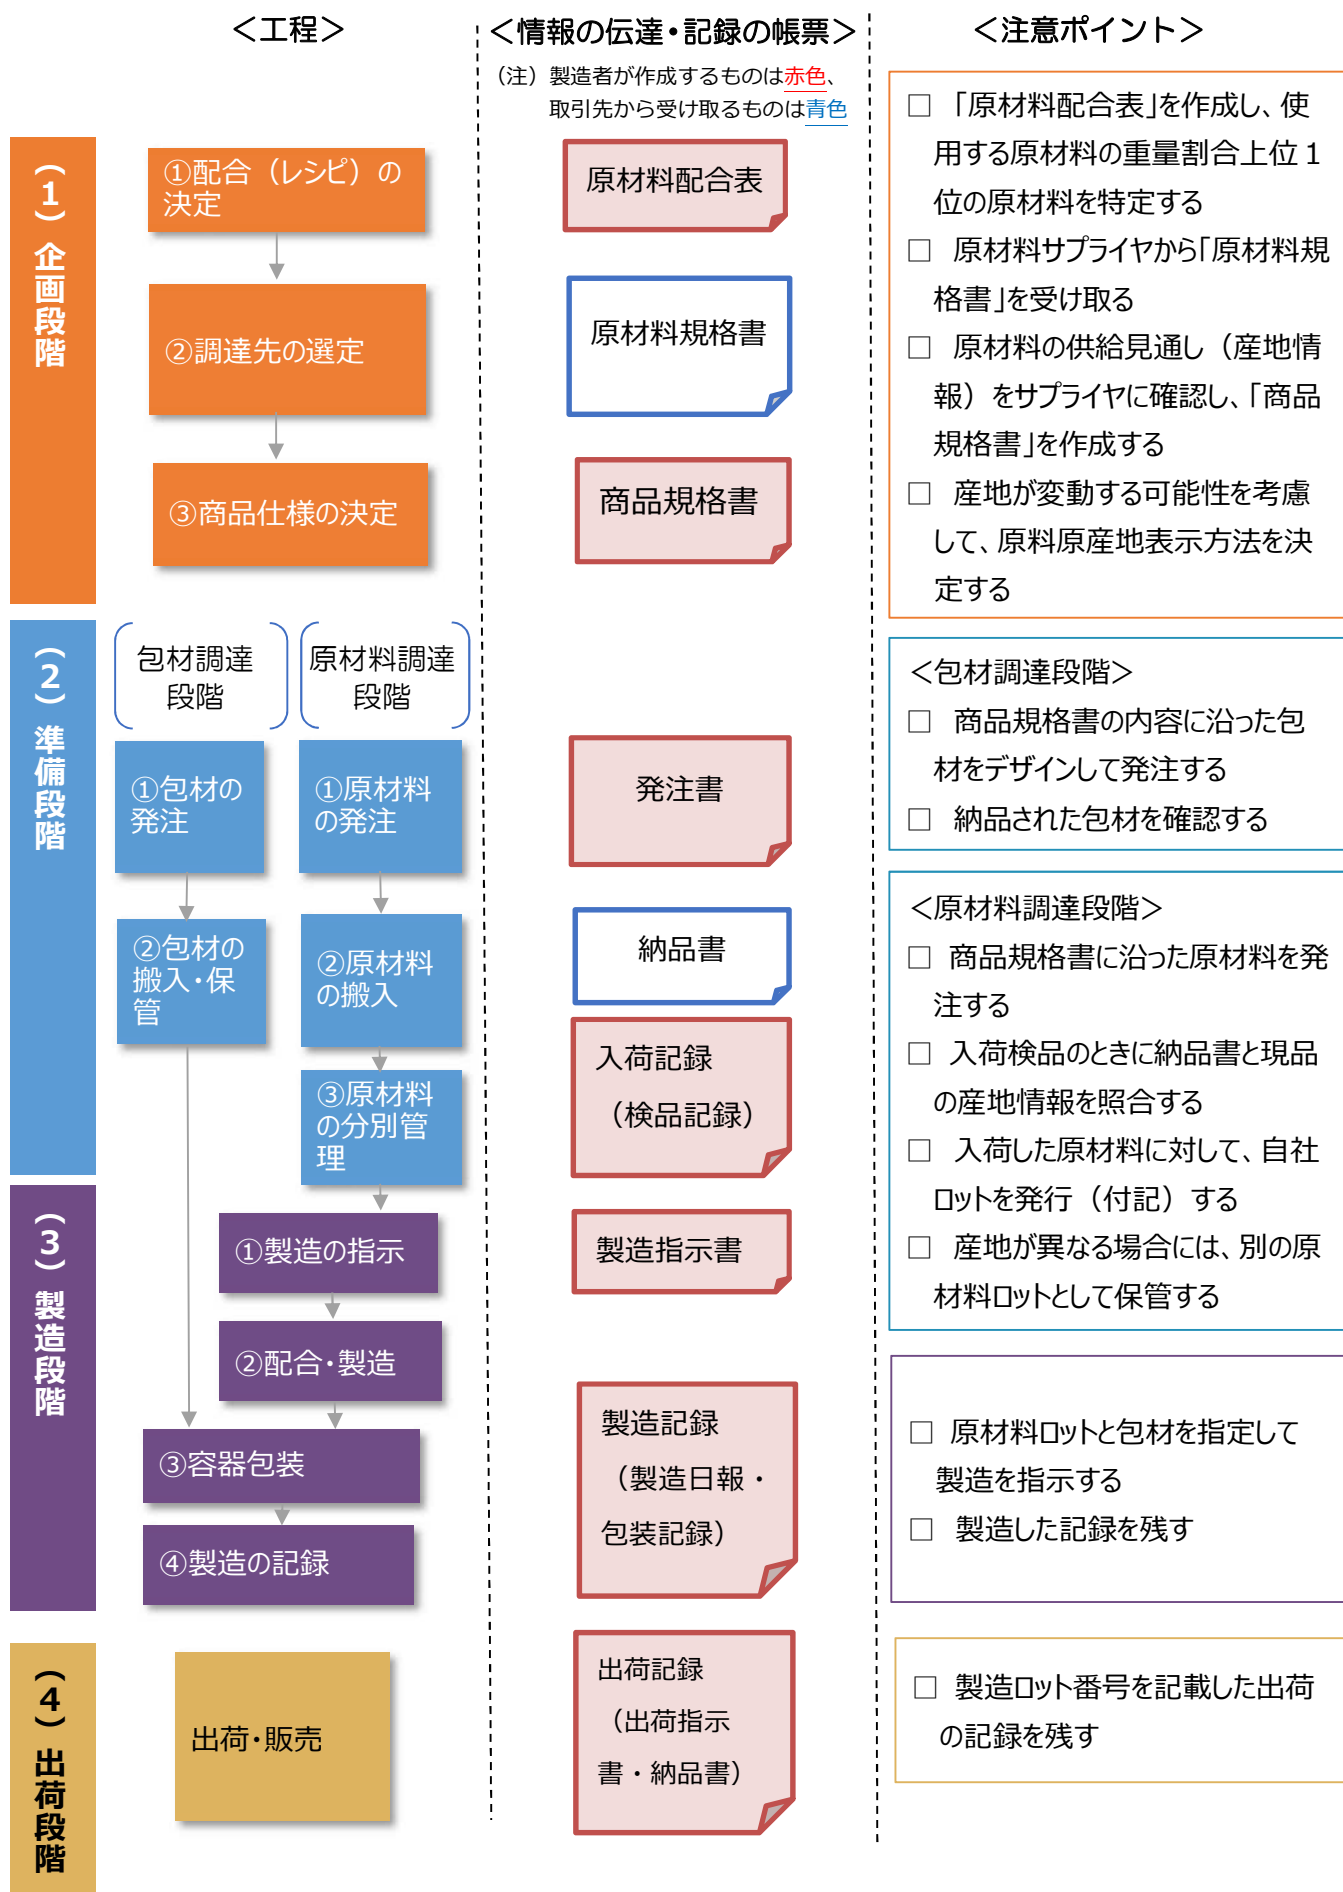 ＜工程＞
＜情報の伝達・記録の帳票＞
＜注意ポイント＞
（注）製造者が作成するものは赤色、
取引先から受け取るものは青色
（1）企画段階
①配合（レシピ）の
決定
②調達先の選定
③商品仕様の決定
原材料配合表
原材料規格書
商品規格書
□ 「原材料配合表」を作成し、使
用する原材料の重量割合上位1
位の原材料を特定する
□ 原材料サプライヤから「原材料規
格書」を受け取る
□ 原材料の供給見通し（産地情
報）をサプライヤに確認し、「商品
規格書」を作成する
□ 産地が変動する可能性を考慮
して、原料原産地表示方法を決
定する
（2）準備段階
包材調達
段階
原材料調達
段階
①包材の
発注
①原材料
の発注
②包材の
搬入・保
管
②原材料
の搬入
③原材料
の分別管
理
発注書
納品書
入荷記録
（検品記録）
＜包材調達段階＞
□ 商品規格書の内容に沿った包
材をデザインして発注する
□ 納品された包材を確認する
＜原材料調達段階＞
□ 商品規格書に沿った原材料を発
注する
□ 入荷検品のときに納品書と現品
の産地情報を照合する
□ 入荷した原材料に対して、自社
ロットを発行（付記）する
□ 産地が異なる場合には、別の原
材料ロットとして保管する
（3）製造段階
①製造の指示
②配合・製造
③容器包装
④製造の記録
製造指示書
製造記録
（製造日報・
包装記録）
□ 原材料ロットと包材を指定して
製造を指示する
□ 製造した記録を残す
（4）出荷段階
出荷・販売
出荷記録
（出荷指示
書・納品書）
□ 製造ロット番号を記載した出荷
の記録を残す